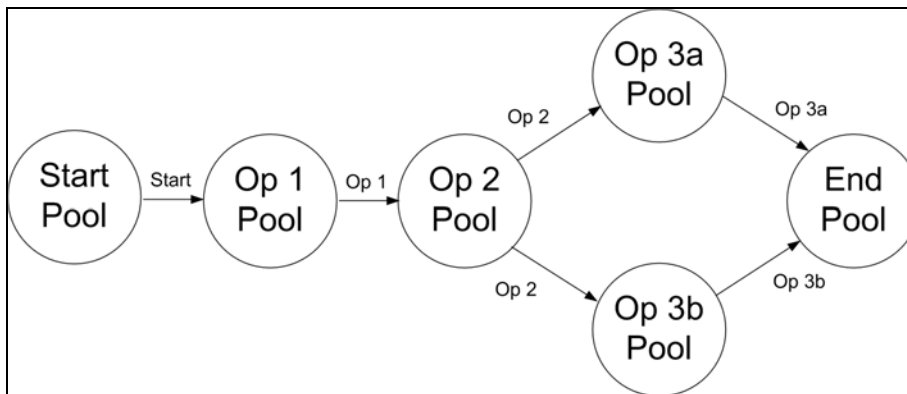 Start
Pool
Start
Op 1
Pool
Op 1
Op 2
Pool
Op 2
Op 2
Op 3a
Pool
Op 3a
Op 3b
Pool
Op 3b
End
Pool